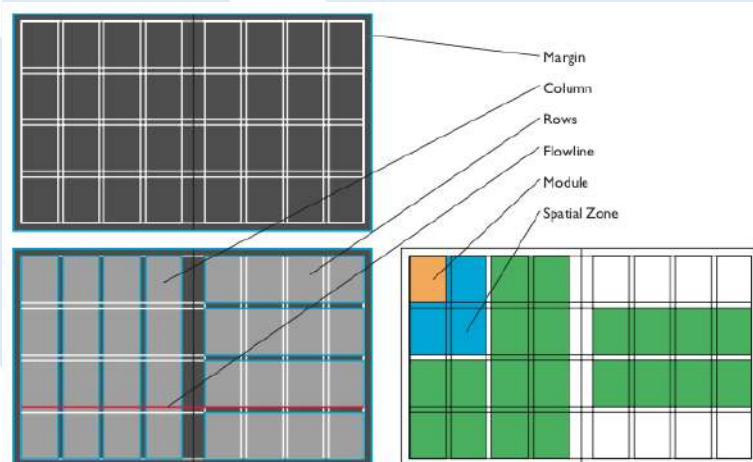 Margin
Column
Rows
Flowline
Module
Spatial Zone